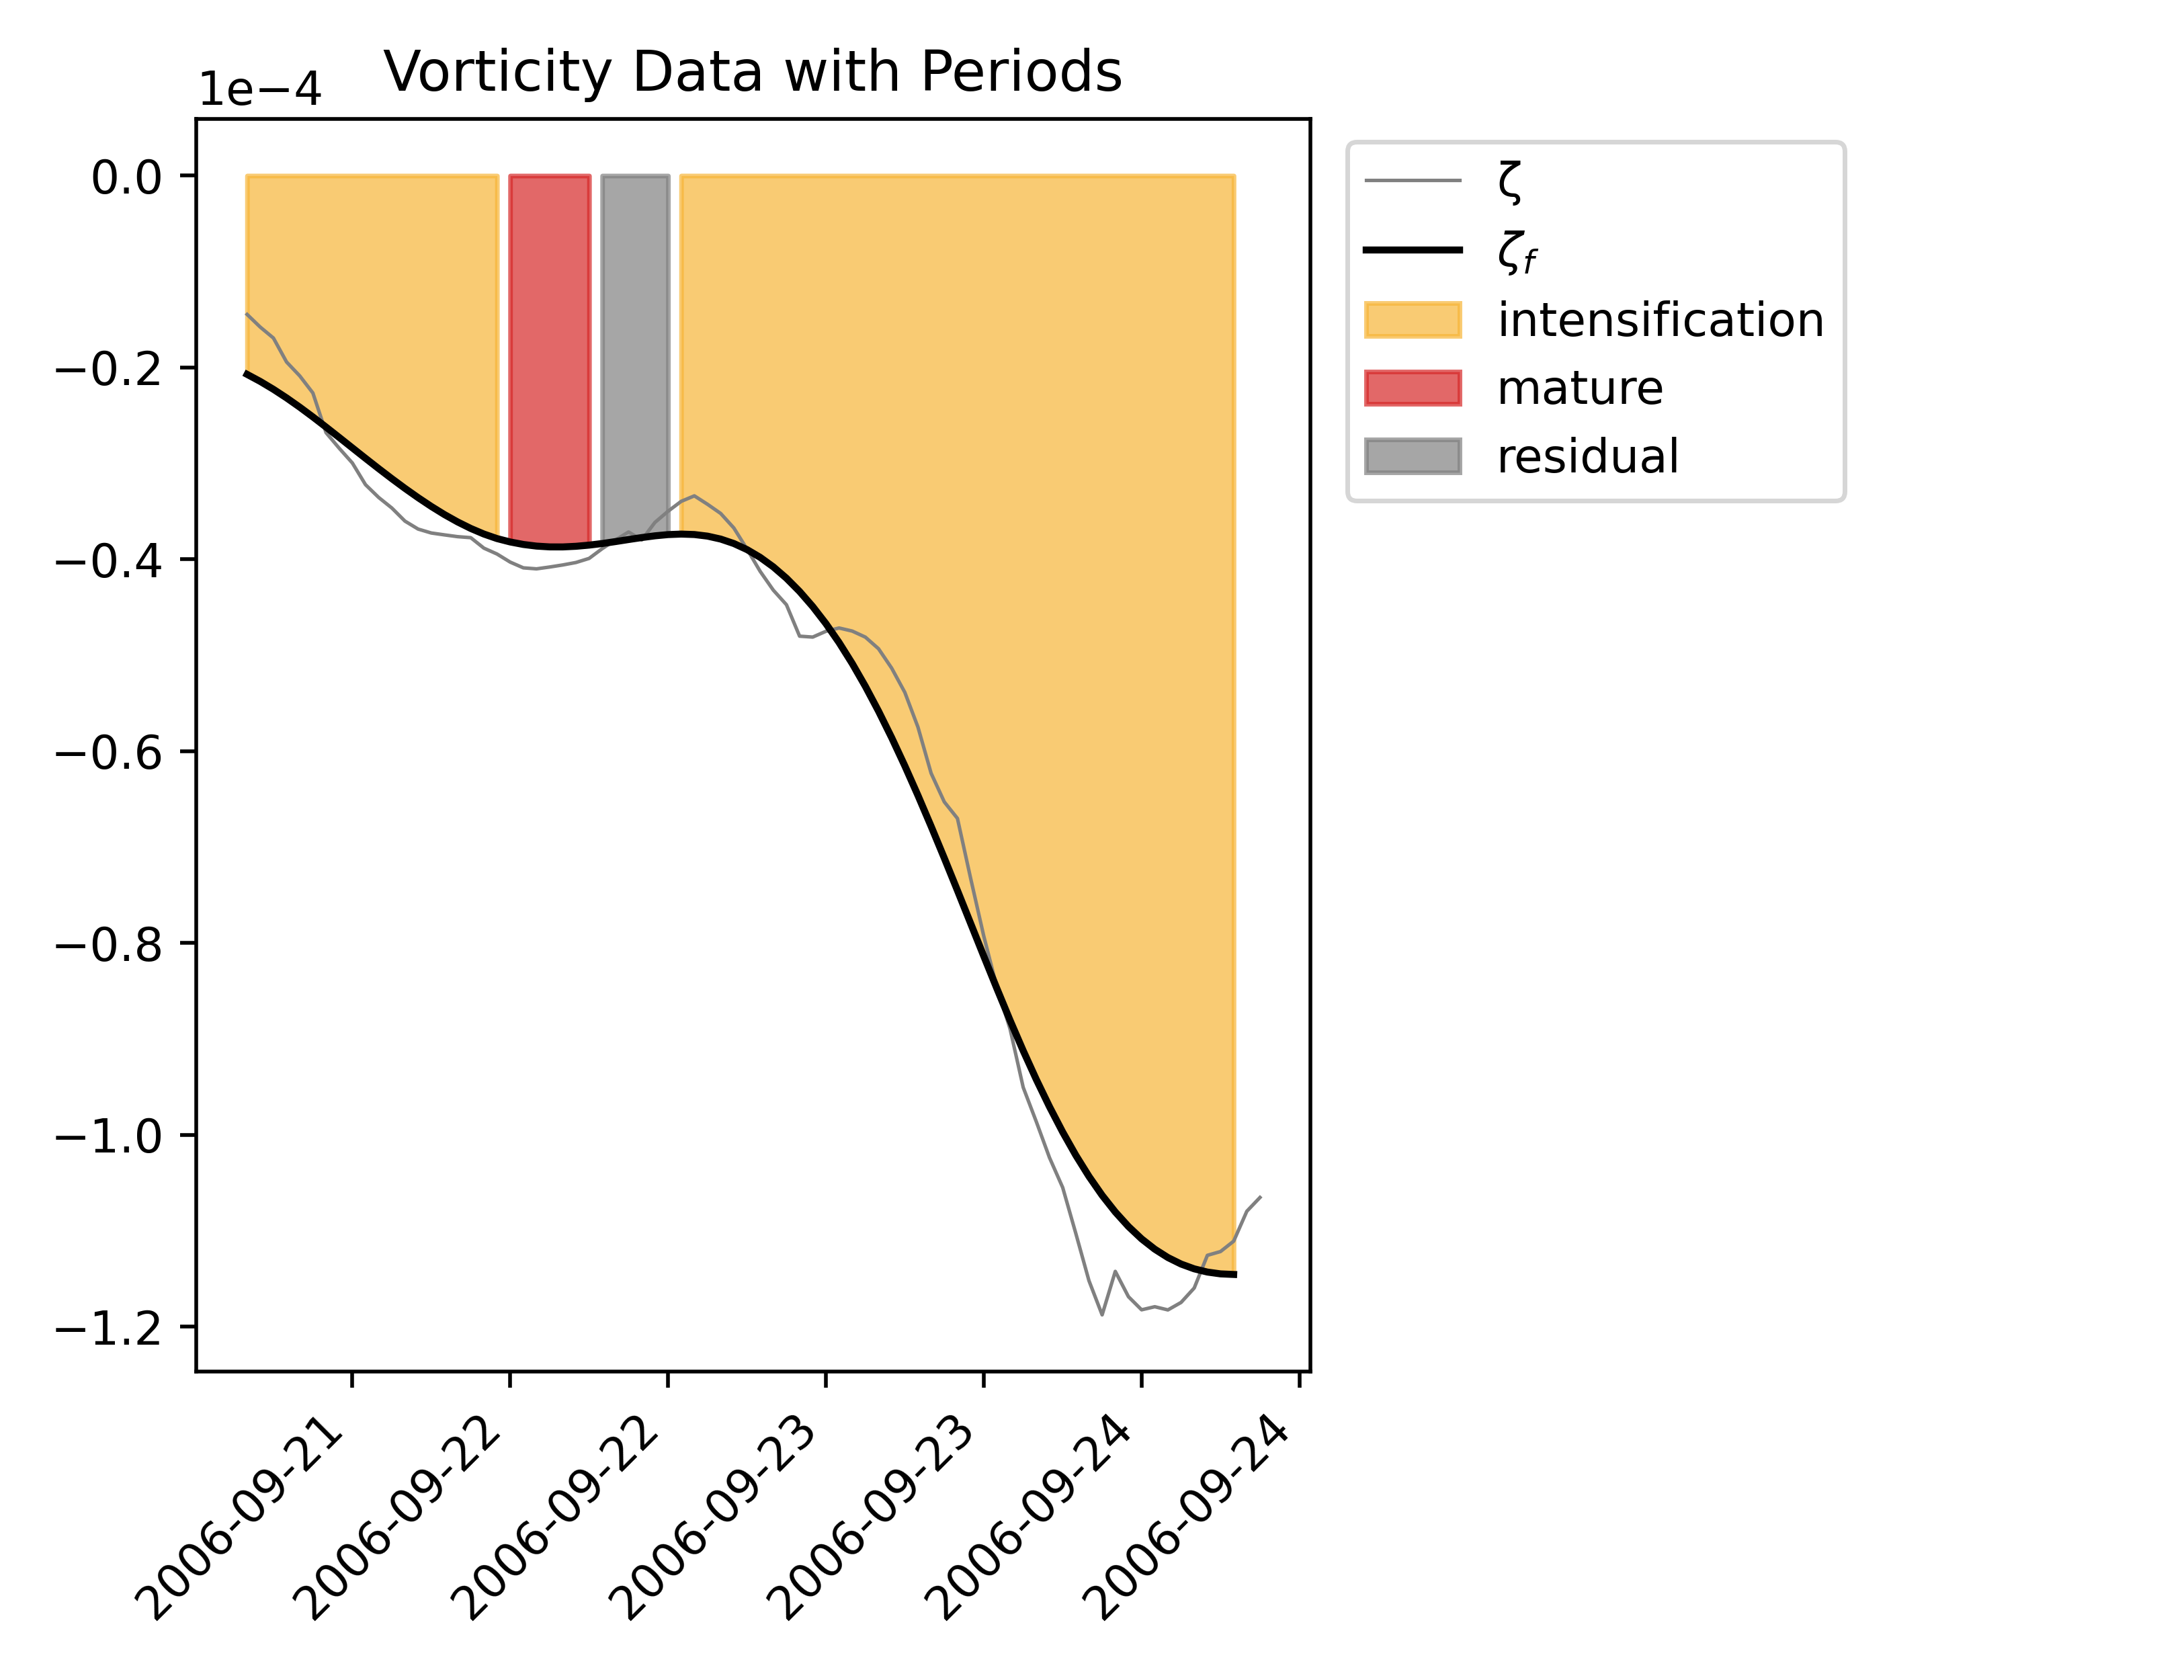 Vorticity Data with Periods
1e−4
0.0
−0.2
−0.4
−0.6
−0.8
−1.0
−1.2
2006-09-21
2006-09-22
2006-09-22
2006-09-23
2006-09-23
2006-09-24
2006-09-24
ζ
ζf
intensification
mature
residual